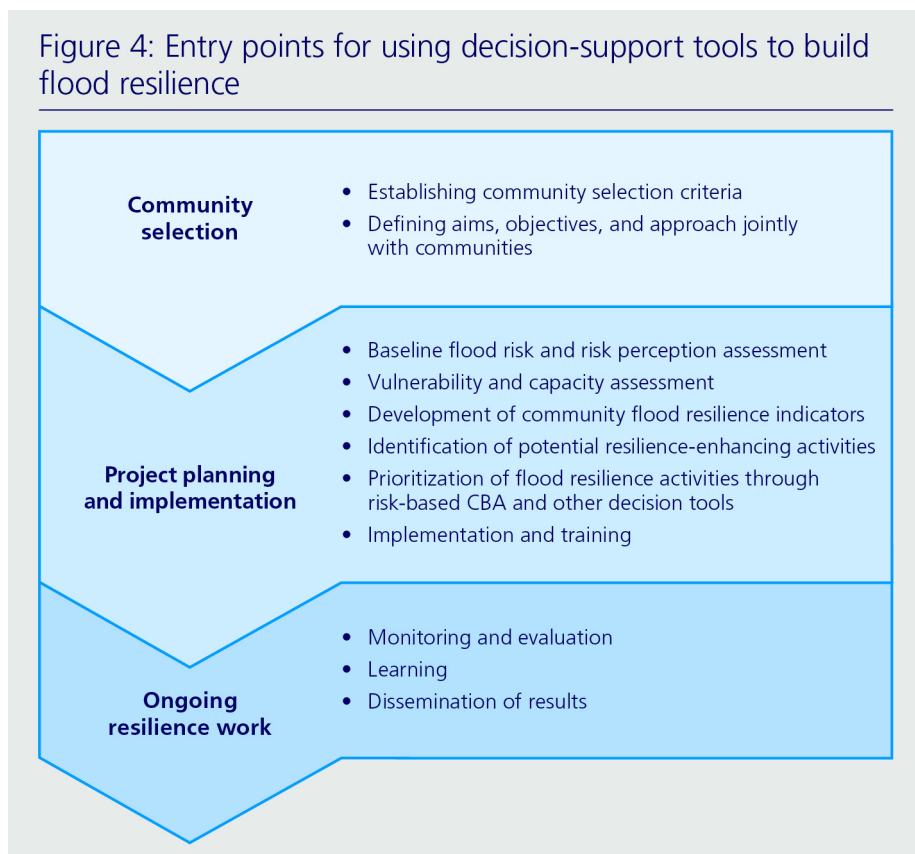 Figure 4: Entry points for using decision-support tools to build
flood resilience
Community
selection
• Establishing community selection criteria
• Defining aims, objectives, and approach jointly
with communities
Project planning
and implementation
• Baseline flood risk and risk perception assessment
• Vulnerability and capacity assessment
• Development of community flood resilience indicators
• Identification of potential resilience-enhancing activities
• Prioritization of flood resilience activities through
risk-based CBA and other decision tools
• Implementation and training
Ongoing
resilience work
• Monitoring and evaluation
• Learning
• Dissemination of results